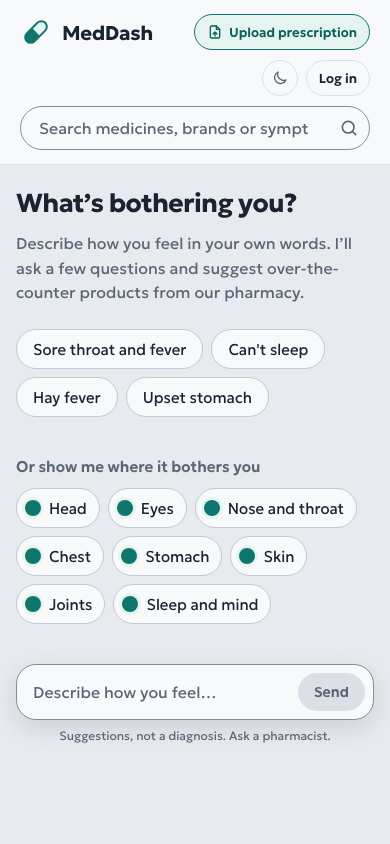 MedDash
Upload prescription
Log in
Search medicines, brands or sympt
What's bothering you?
Describe how you feel in your own words. I'll
ask a few questions and suggest over-the-
counter products from our pharmacy.
Sore throat and fever
Can't sleep
Hay fever
Upset stomach
Or show me where it bothers you
Head
Eyes
Nose and throat
Chest
Stomach
Skin
Joints
Sleep and mind
Describe how you feel...
Send
Suggestions, not a diagnosis. Ask a pharmacist.